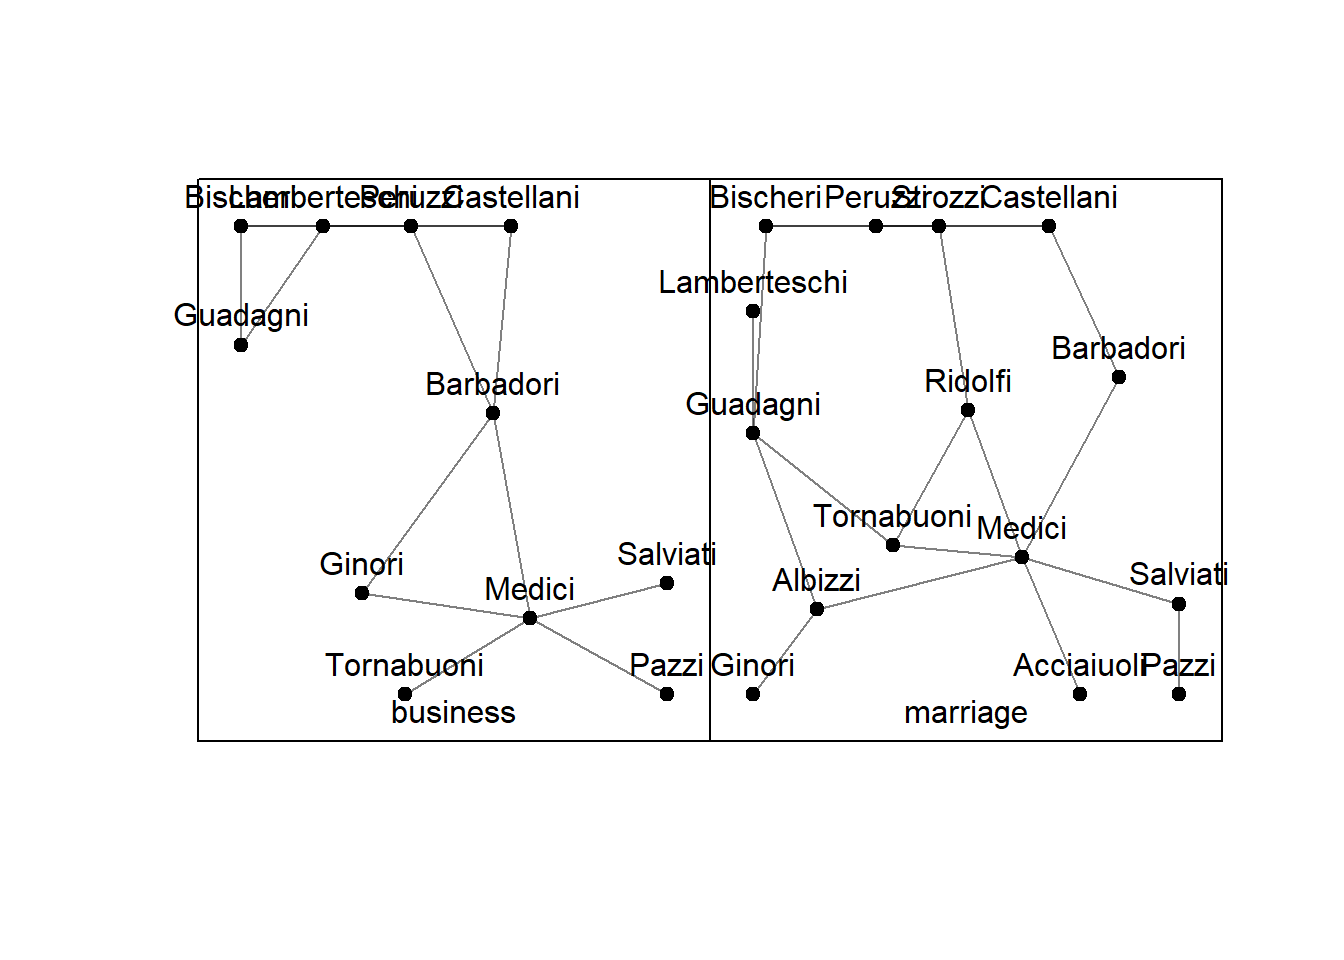 Bischeri
Lamberteschi
Peruzzi
Castellani
Guadagni
Barbadori
Ginori
Salviati
Medici
Tornabuoni
Pazzi
business
Bischeri
Peruzzi
Strozzi
Castellani
Lamberteschi
Barbadori
Ridolfi
Guadagni
Tornabuoni
Medici
Albizzi
Salviati
Ginori
Acciaiuoli
Pazzi
marriage